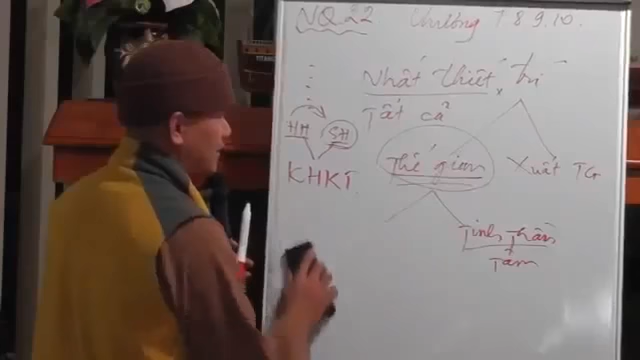 NQ 22 Chương 7 8 9.10.
Nhất thiết trí
Tất cả
HH SH
Thế gian Xuất TG
KHKT
Tinh thần
Tâm